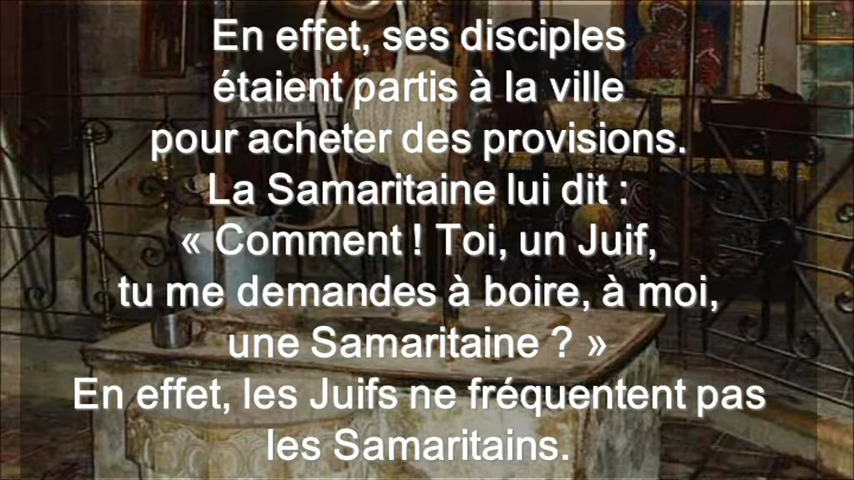 En effet, ses disciples
étaient partis à la ville
pour acheter des provisions.
La Samaritaine lui dit :
« Comment ! Toi, un Juif,
tu me demandes à boire, à moi,
une Samaritaine ? »
En effet, les Juifs ne fréquentent pas
les Samaritains.